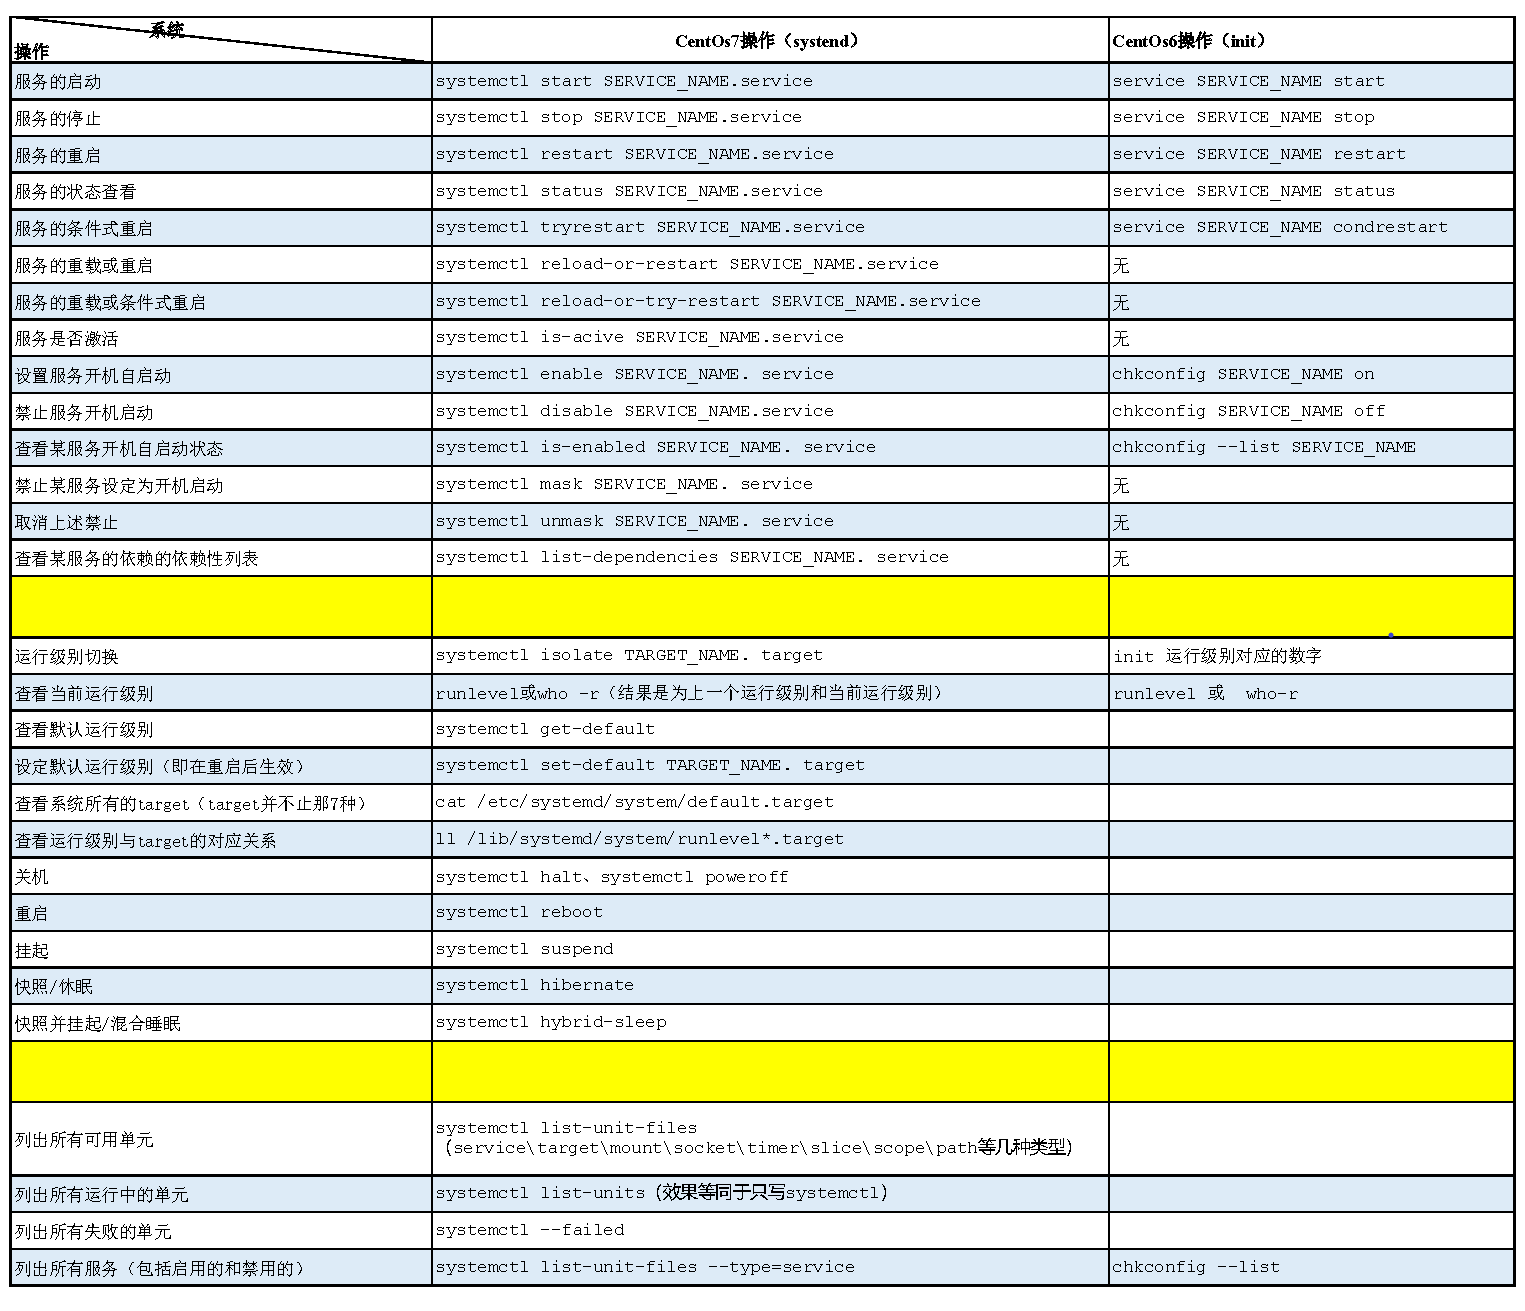 系统
操作
CentOs7操作（systend）
CentOs6操作（init）
服务的启动
systemctl start SERVICE_NAME.service
service SERVICE_NAME start
服务的停止
systemctl stop SERVICE_NAME.service
service SERVICE_NAME stop
服务的重启
systemctl restart SERVICE_NAME.service
service SERVICE_NAME restart
服务的状态查看
systemctl status SERVICE_NAME.service
service SERVICE_NAME status
服务的条件式重启
systemctl tryrestart SERVICE_NAME.service
service SERVICE_NAME condrestart
服务的重载或重启
systemctl reload-or-restart SERVICE_NAME.service
无
服务的重载或条件式重启
systemctl reload-or-try-restart SERVICE_NAME.service
无
服务是否激活
systemctl is-acive SERVICE_NAME.service
无
设置服务开机自启动
systemctl enable SERVICE_NAME. service
chkconfig SERVICE_NAME on
禁止服务开机启动
systemctl disable SERVICE_NAME.service
chkconfig SERVICE_NAME off
查看某服务开机自启动状态
systemctl is-enabled SERVICE_NAME. service
chkconfig --list SERVICE_NAME
禁止某服务设定为开机启动
systemctl mask SERVICE_NAME. service
无
取消上述禁止
systemctl unmask SERVICE_NAME. service
无
查看某服务的依赖的依赖性列表
systemctl list-dependencies SERVICE_NAME. service
无
运行级别切换
systemctl isolate TARGET_NAME. target
init 运行级别对应的数字
查看当前运行级别
runlevel或who -r（结果是为上一个运行级别和当前运行级别）
runlevel 或  who-r
查看默认运行级别
systemctl get-default
设定默认运行级别（即在重启后生效）
systemctl set-default TARGET_NAME. target
查看系统所有的target（target并不止那7种）
cat /etc/systemd/system/default.target
查看运行级别与target的对应关系
ll /lib/systemd/system/runlevel*.target
关机
systemctl halt、systemctl poweroff
重启
systemctl reboot
挂起
systemctl suspend
快照/休眠
systemctl hibernate
快照并挂起/混合睡眠
systemctl hybrid-sleep
列出所有可用单元
systemctl list-unit-files
（service\target\mount\socket\timer\slice\scope\path等几种类型）
列出所有运行中的单元
systemctl list-units（效果等同于只写systemctl）
列出所有失败的单元
systemctl --failed
列出所有服务（包括启用的和禁用的）
systemctl list-unit-files --type=service
chkconfig --list